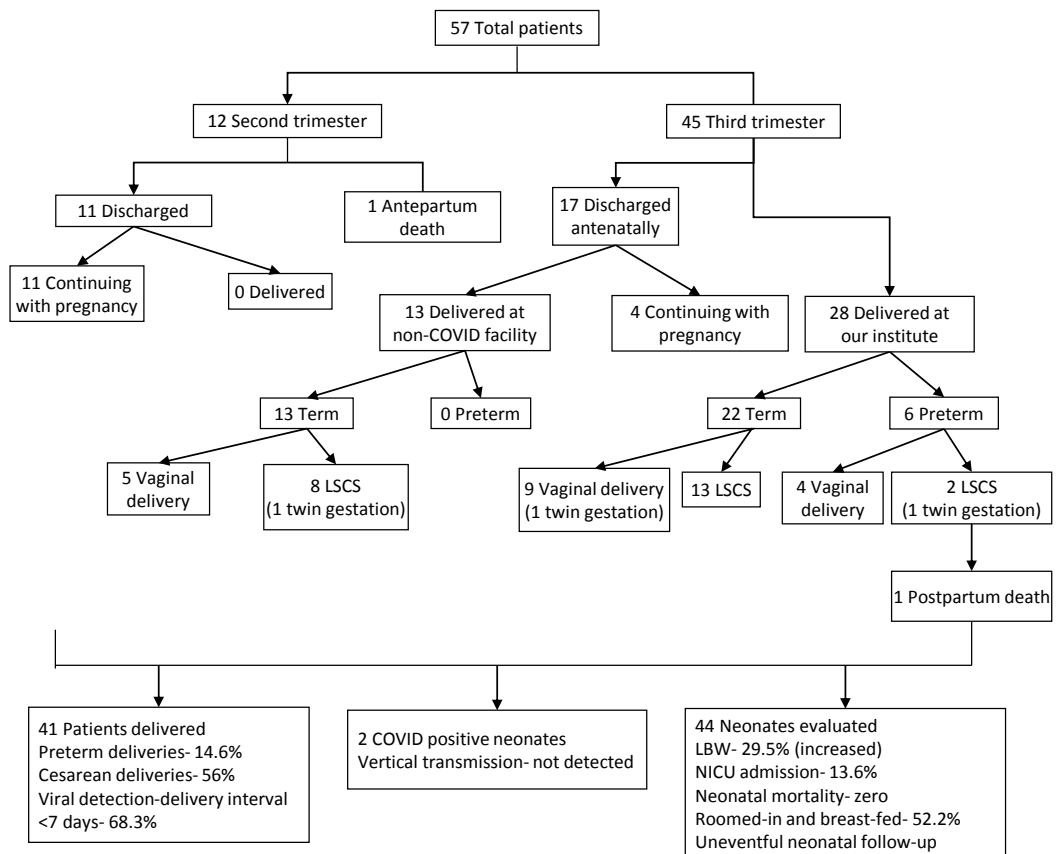 57 Total patients
12 Second trimester
45 Third trimester
11 Discharged
1 Antepartum
death
17 Discharged
antenatally
11 Continuing
with pregnancy
0 Delivered
13 Delivered at
non-COVID facility
4 Continuing with
pregnancy
28 Delivered at
our institute
13 Term
0 Preterm
22 Term
6 Preterm
5 Vaginal
delivery
8 LSCS
(1 twin gestation)
9 Vaginal delivery
(1 twin gestation)
13 LSCS
4 Vaginal
delivery
2 LSCS
(1 twin gestation)
1 Postpartum death
41 Patients delivered
Preterm deliveries- 14.6%
Cesarean deliveries- 56%
Viral detection-delivery interval
<7 days- 68.3%
2 COVID positive neonates
Vertical transmission- not detected
44 Neonates evaluated
LBW- 29.5% (increased)
NICU admission- 13.6%
Neonatal mortality- zero
Roomed-in and breast-fed- 52.2%
Uneventful neonatal follow-up